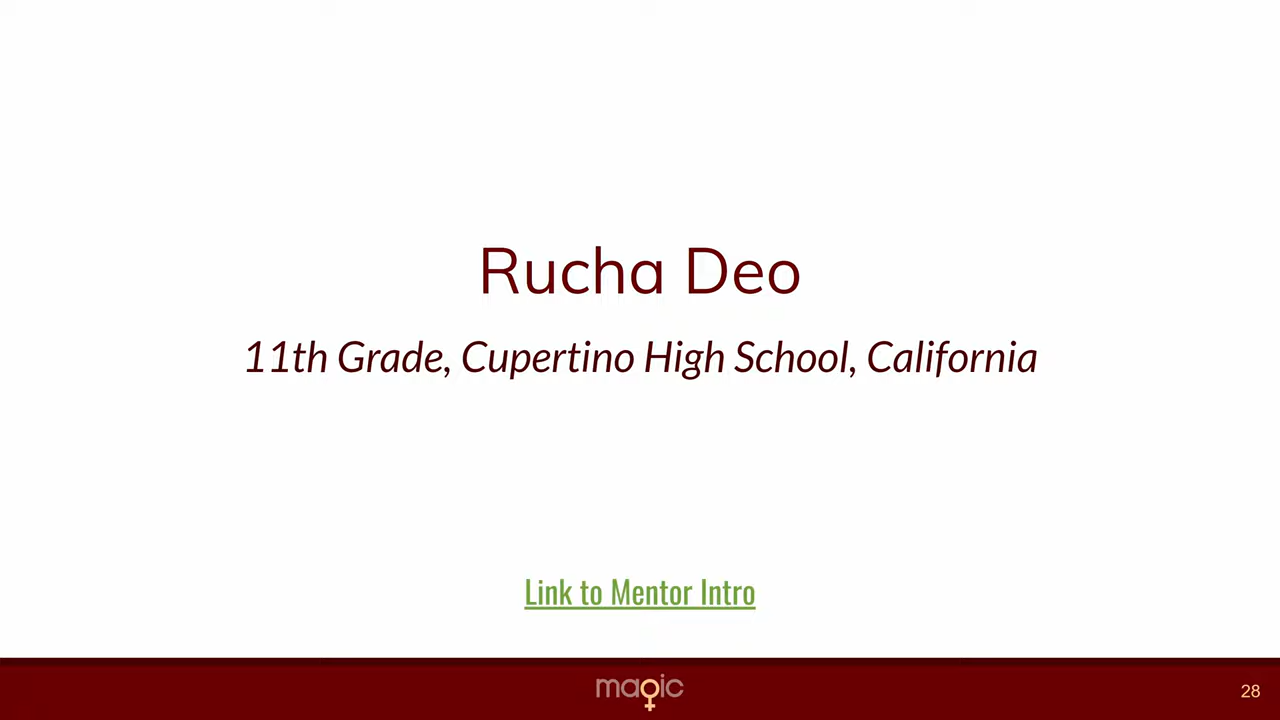 Rucha Deo
11th Grade, Cupertino High School, California
Link to Mentor Intro
magic
28